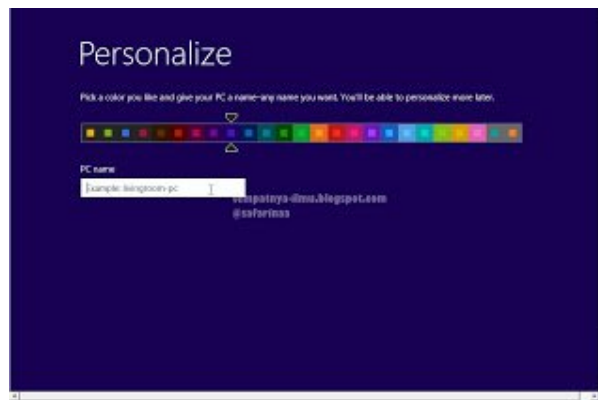 Personalize
Pick a color you like and give your PC a name-any name you want. You'll be able to personalize more later.
PC name
Example: livingroom-pc
tempatnya-ilmu.blogspot.com
@safarinaa